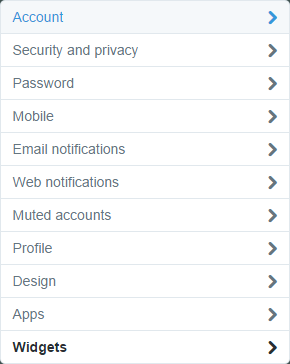 Account
Security and privacy
Password
Mobile
Email notifications
Web notifications
Muted accounts
Profile
Design
Apps
Widgets